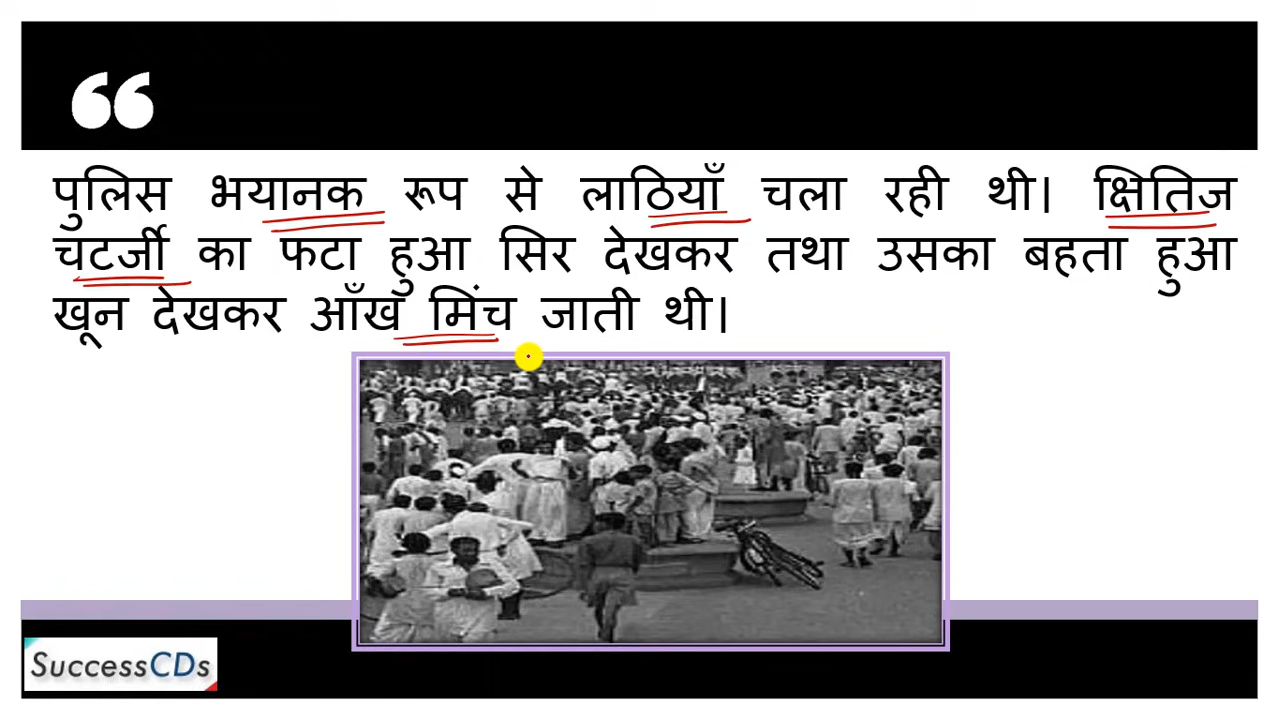 पुलिस भयानक रूप से लाठियाँ चला रही थी। क्षितिज
चटर्जी का फटा हुआ सिर देखकर तथा उसका बहता हुआ
खून देखकर आँख मिंच जाती थी।
SuccessCDs